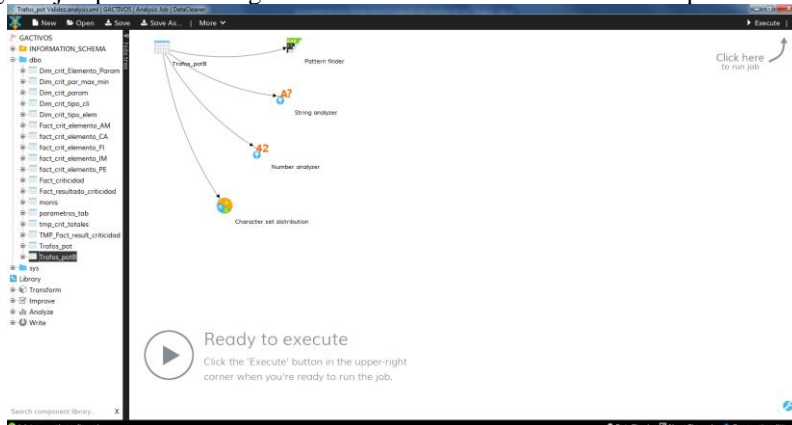 Trafos_pot Validez.analysis.xml | GACTIVOS | Analysis Job | DataCleaner
New Open Save Save As... | More Execute |
GACTIVOS
INFORMATION_SCHEMA
dbo
Dim_crit_Elemento_Param
Dim_crit_par_max_min
Dim_crit_param
Dim_crit_tipo_cli
Dim_crit_tipo_elem
Fact_crit_elemento_AM
fact_crit_elemento_CA
fact_crit_elemento_FI
fact_crit_elemento_IM
fact_crit_elemento_PE
Fact_criticidad
Fact_resultado_criticidad
monis
parametros_tab
tmp_crit_totales
TMP_Fact_result_criticidad
Trafos_pot
Trafos_potB
sys
Library
Transform
Improve
Analyze
Write
Search component library... X
Hide tree
Trafos_potB
Pattern finder
A?
String analyzer
42
Number analyzer
Character set distribution
Click here
to run job
Ready to execute
Click the 'Execute' button in the upper-right
corner when you're ready to run the job.